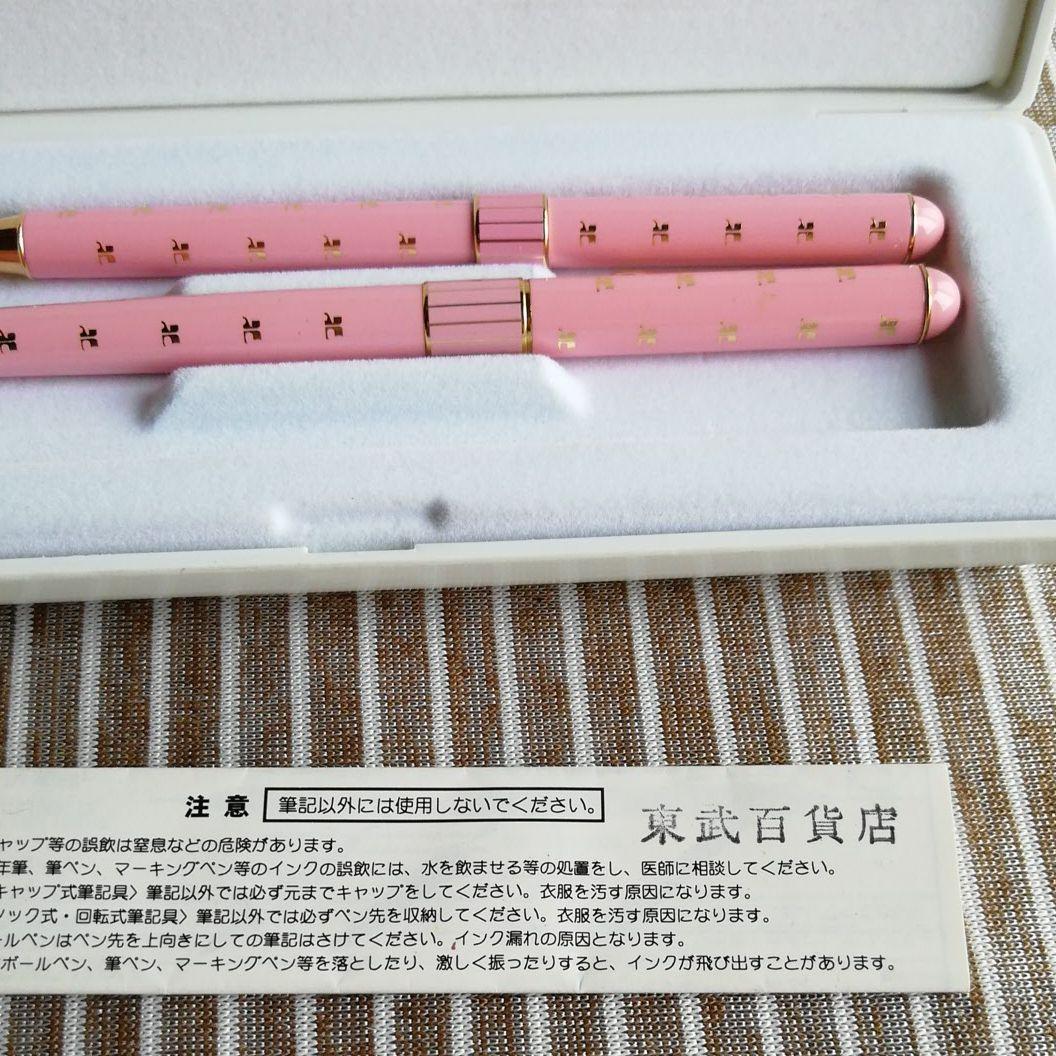 注意 筆記以外には使用しないでください。 東武百貨店
ャップ等の誤飲は窒息などの危険があります。
年筆、筆ペン、マーキングペン等のインクの誤飲には、水を飲ませる等の処置をし、医師に相談してください。
キャップ式筆記具〉筆記以外では必ず元までキャップをしてください。衣服を汚す原因になります。
ック式・回転式筆記具〉筆記以外では必ずペン先を収納してください。衣服を汚す原因になります。
ールペンはペン先を上向きにしての筆記はさけてください。インク漏れの原因となります。
ボールペン、筆ペン、マーキングペン等を落としたり、激しく振ったりすると、インクが飛び出すことがあります。